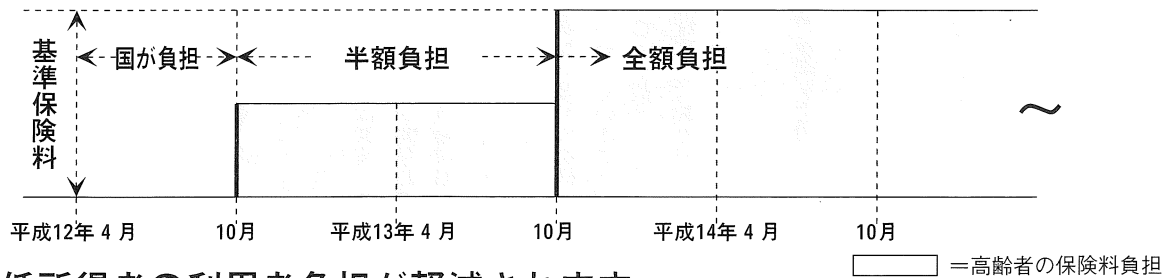 基準保険料
国が負担 半額負担 全額負担
～
平成12年4月 10月 平成13年4月 10月 平成14年4月 10月
＝高齢者の保険料負担